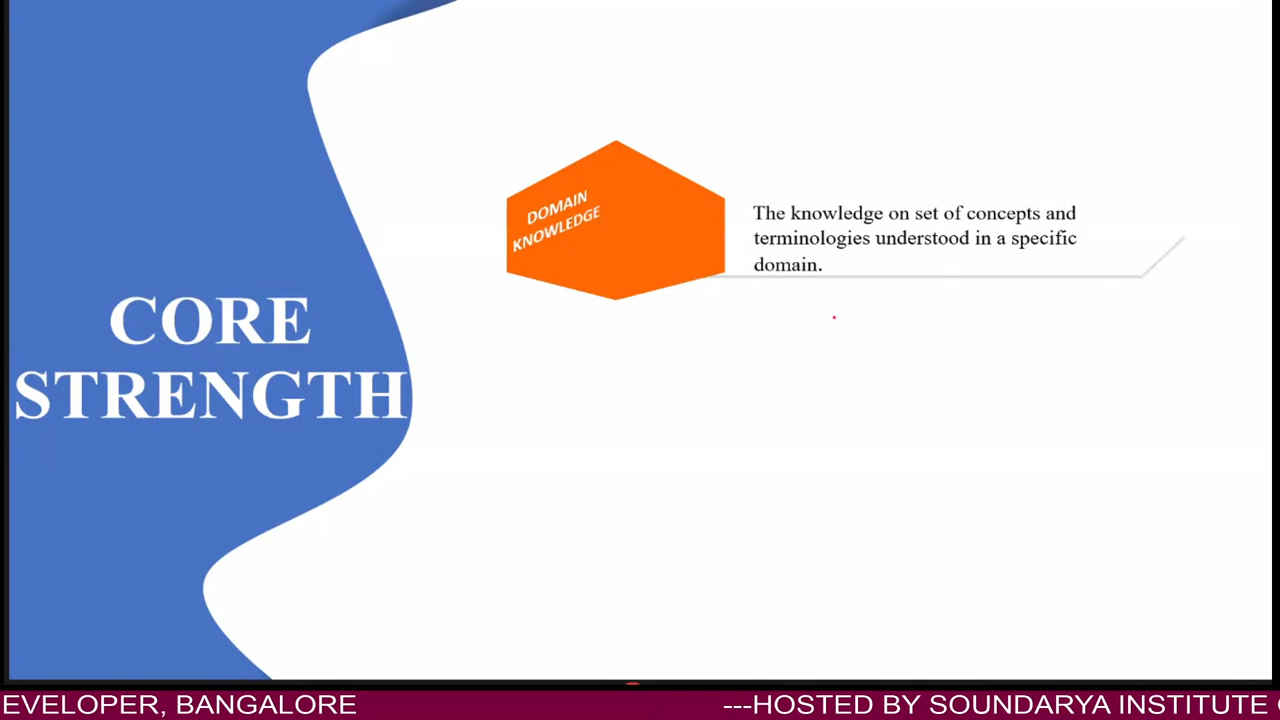 CORE
STRENGTH
DOMAIN
KNOWLEDGE
The knowledge on set of concepts and
terminologies understood in a specific
domain.
EVELOPER, BANGALORE
---HOSTED BY SOUNDARYA INSTITUTE